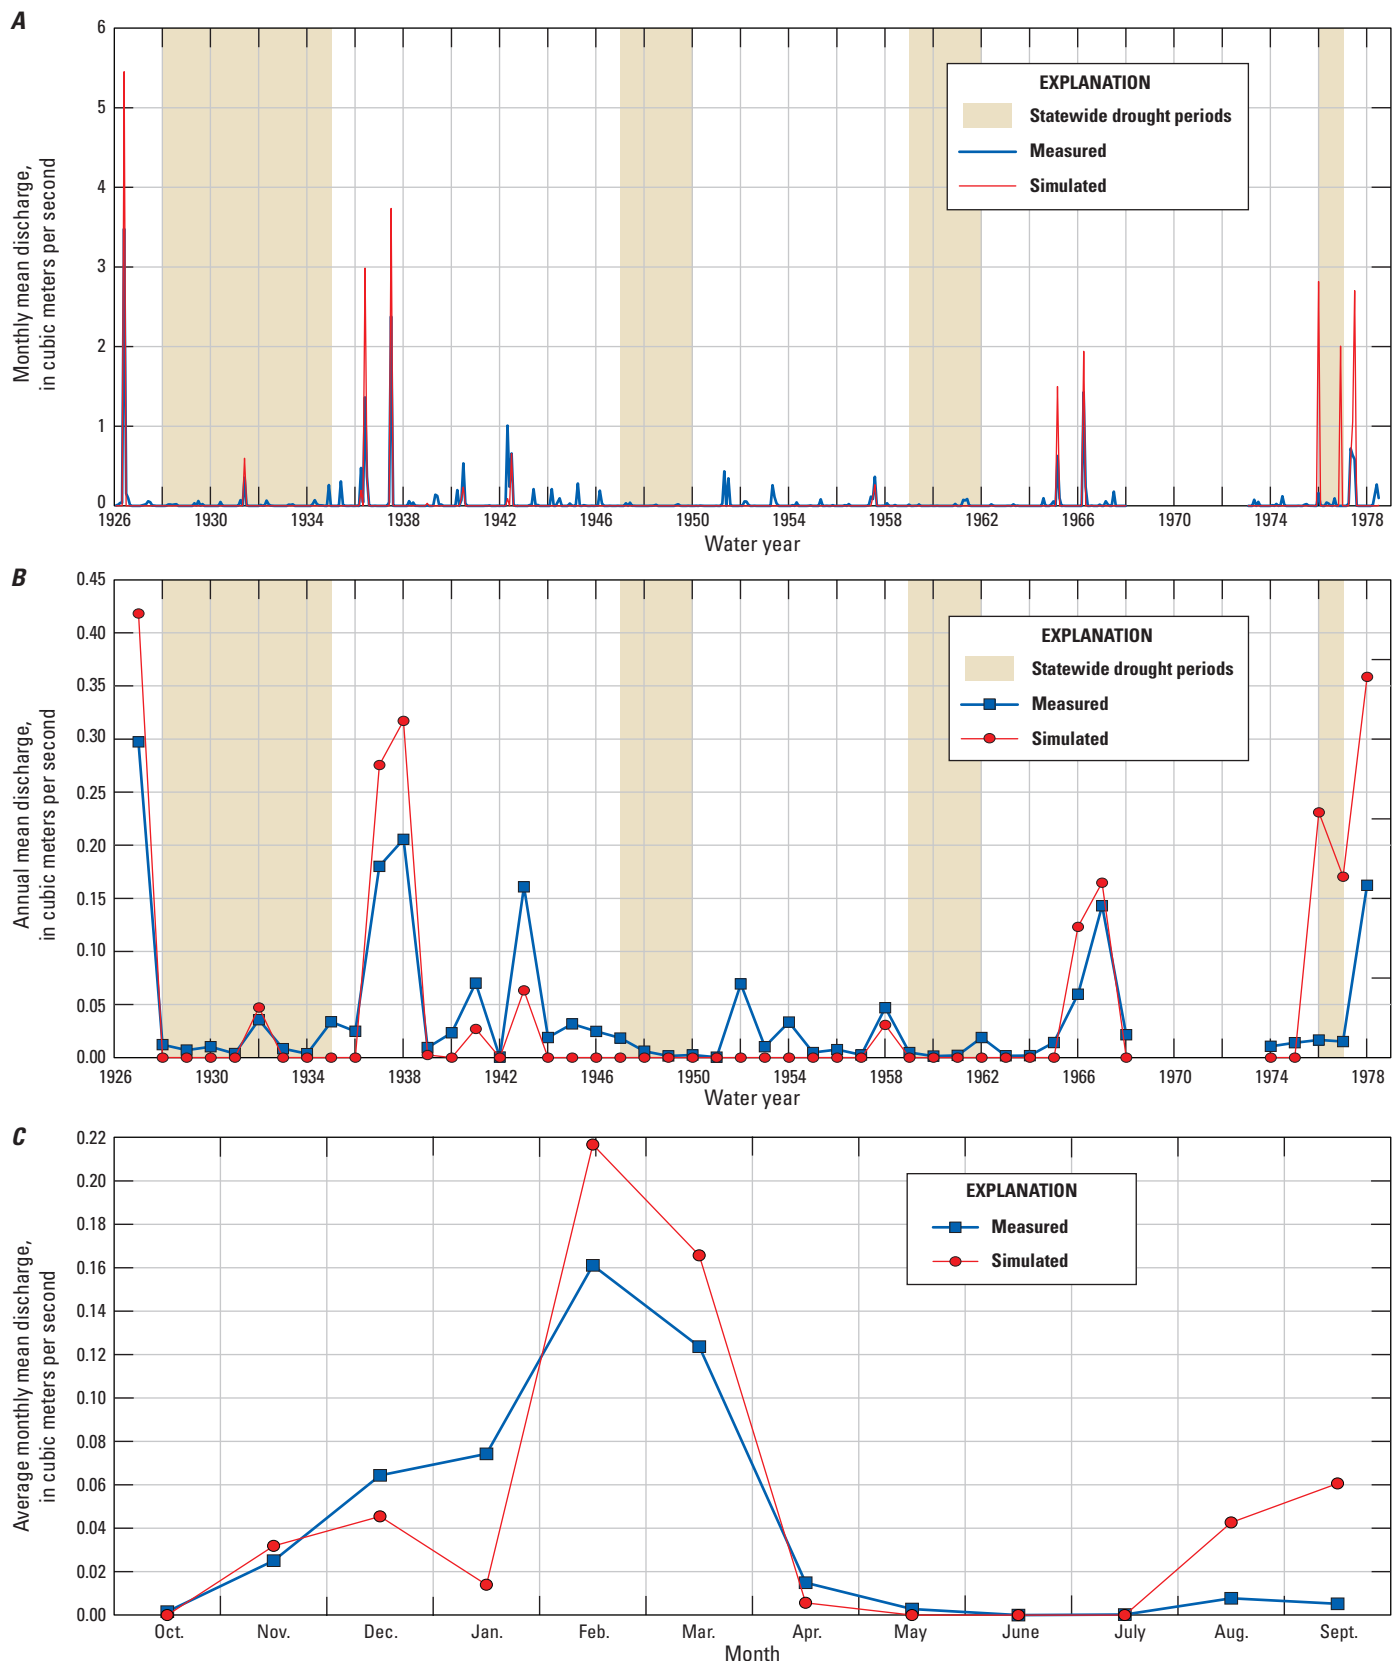 A
Monthly mean discharge,
in cubic meters per second
6
5
4
3
2
1
0
1926 1930 1934 1938 1942 1946 1950 1954 1958 1962 1966 1970 1974 1978
Water year
EXPLANATION
Statewide drought periods
Measured
Simulated
B
Annual mean discharge,
in cubic meters per second
0.45
0.40
0.35
0.30
0.25
0.20
0.15
0.10
0.05
0.00
1926 1930 1934 1938 1942 1946 1950 1954 1958 1962 1966 1970 1974 1978
Water year
EXPLANATION
Statewide drought periods
Measured
Simulated
C
Average monthly mean discharge,
in cubic meters per second
0.22
0.20
0.18
0.16
0.14
0.12
0.10
0.08
0.06
0.04
0.02
0.00
Oct. Nov. Dec. Jan. Feb. Mar. Apr. May June July Aug. Sept.
Month
EXPLANATION
Measured
Simulated